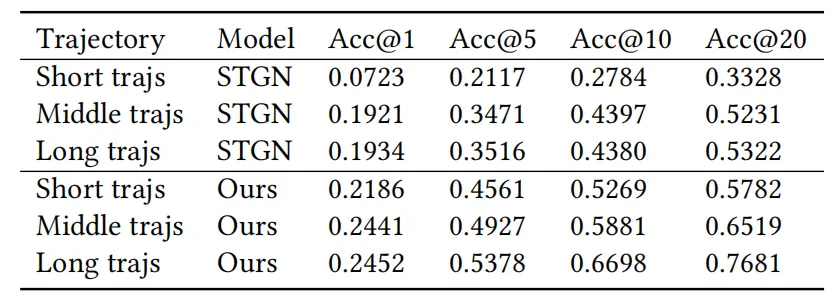 Trajectory Model Acc@1 Acc@5 Acc@10 Acc@20
Short trajs STGN 0.0723 0.2117 0.2784 0.3328
Middle trajs STGN 0.1921 0.3471 0.4397 0.5231
Long trajs STGN 0.1934 0.3516 0.4380 0.5322
Short trajs Ours 0.2186 0.4561 0.5269 0.5782
Middle trajs Ours 0.2441 0.4927 0.5881 0.6519
Long trajs Ours 0.2452 0.5378 0.6698 0.7681